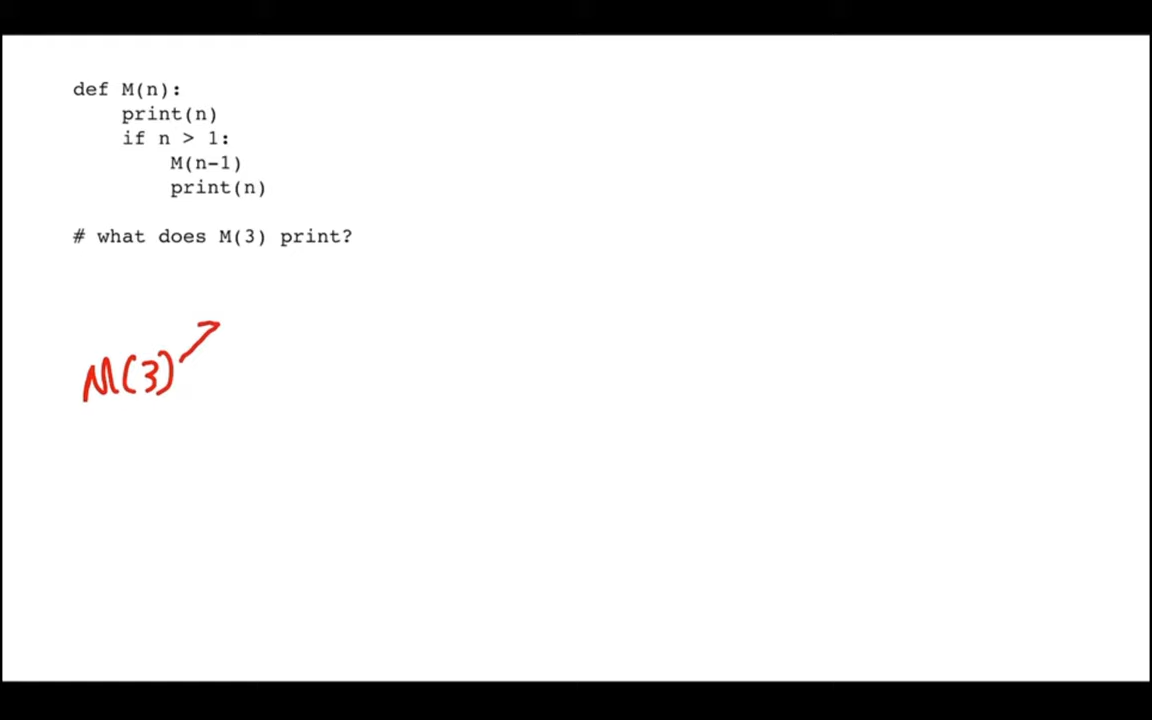 def M(n):
    print(n)
    if n > 1:
        M(n-1)
        print(n)

# what does M(3) print?

M(3)